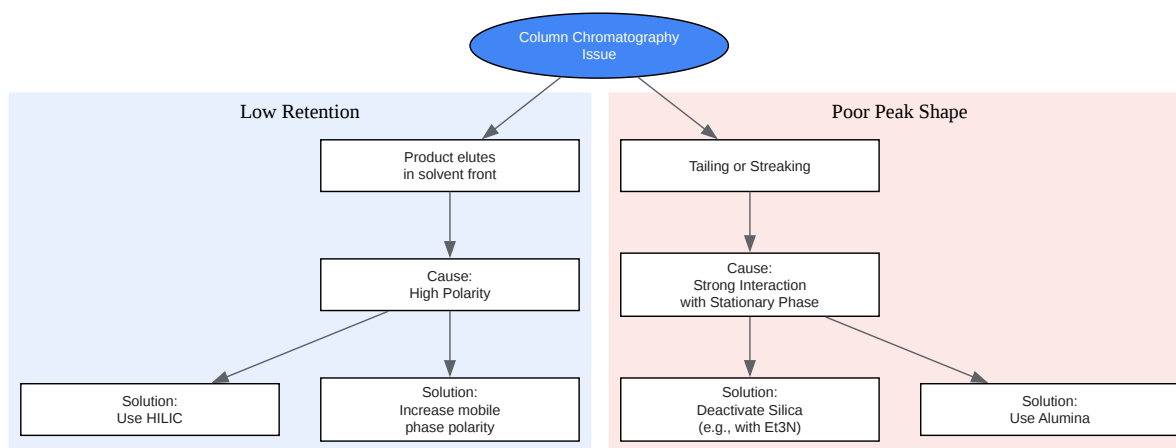 Column Chromatography
Issue
Low Retention
Poor Peak Shape
Product elutes
in solvent front
Tailing or Streaking
Cause:
High Polarity
Cause:
Strong Interaction
with Stationary Phase
Solution:
Use HILIC
Solution:
Increase mobile
phase polarity
Solution:
Deactivate Silica
(e.g., with Et3N)
Solution:
Use Alumina